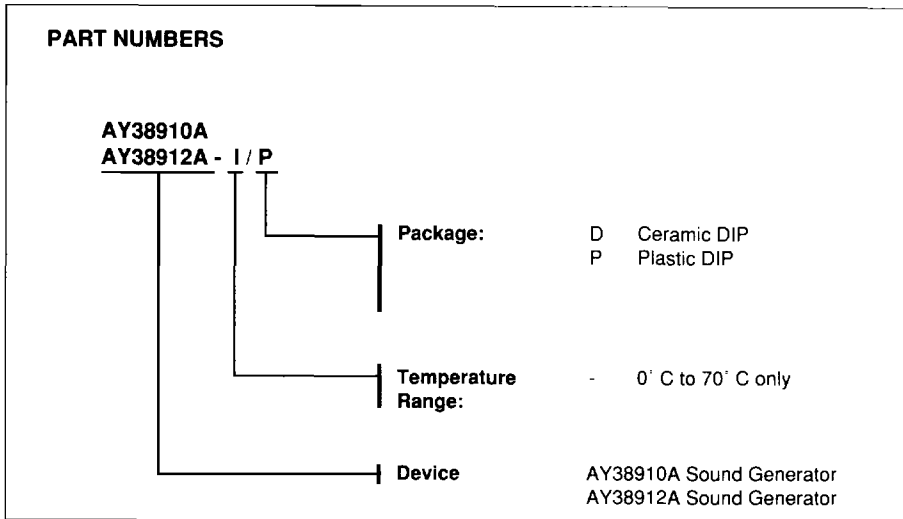 PART NUMBERS
AY38910A
AY38912A - I / P
Package: D Ceramic DIP
P Plastic DIP
Temperature - 0° C to 70° C only
Range:
Device AY38910A Sound Generator
AY38912A Sound Generator